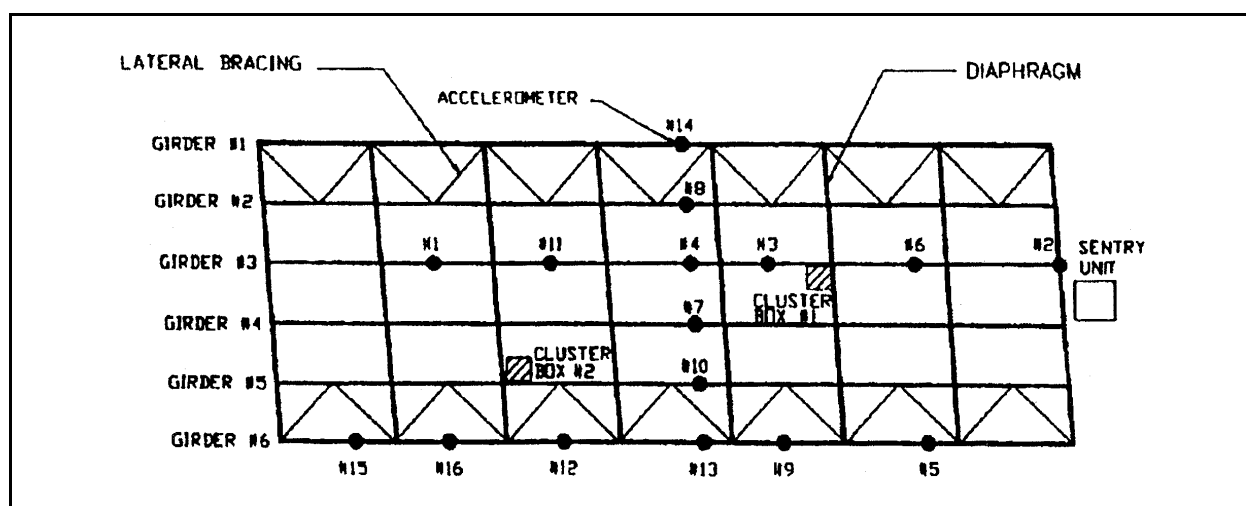 LATERAL BRACING
DIAPHRAGM
ACCELEROMETER
#14
GIRDER #1
#8
GIRDER #2
#1
#11
#4
#3
#6
#2
SENTRY
UNIT
GIRDER #3
CLUSTER
BOX #1
#7
GIRDER #4
CLUSTER
BOX #2
#10
GIRDER #5
GIRDER #6
#15
#16
#12
#13
#9
#5